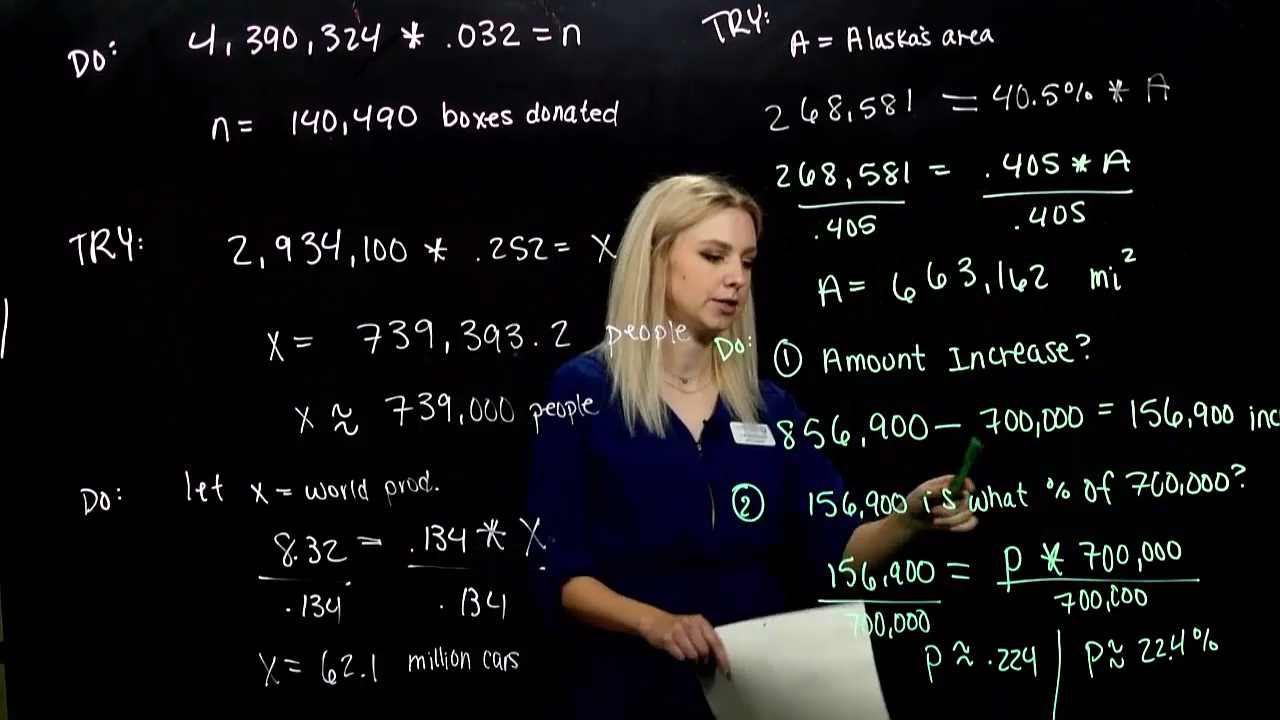 DO: 4,390,324 * .032 = n
n = 140,490 boxes donated
TRY: 2,934,100 * .252 = X
X = 739,393.2 people
X ≈ 739,000 people
DO: let x = world prod.
8.32 = .134 * X
.134 .134
X = 62.1 million cars
TRY: A = Alaska's area
268,581 = 40.5% * A
268,581 = .405 * A
.405 .405
A = 663,162 mi²
Do: ① Amount Increase?
856,900 – 700,000 = 156,900
② 156,900 is what % of 700,000?
156,900 = p * 700,000
700,000 700,000
p ≈ .224 | p ≈ 22.4%